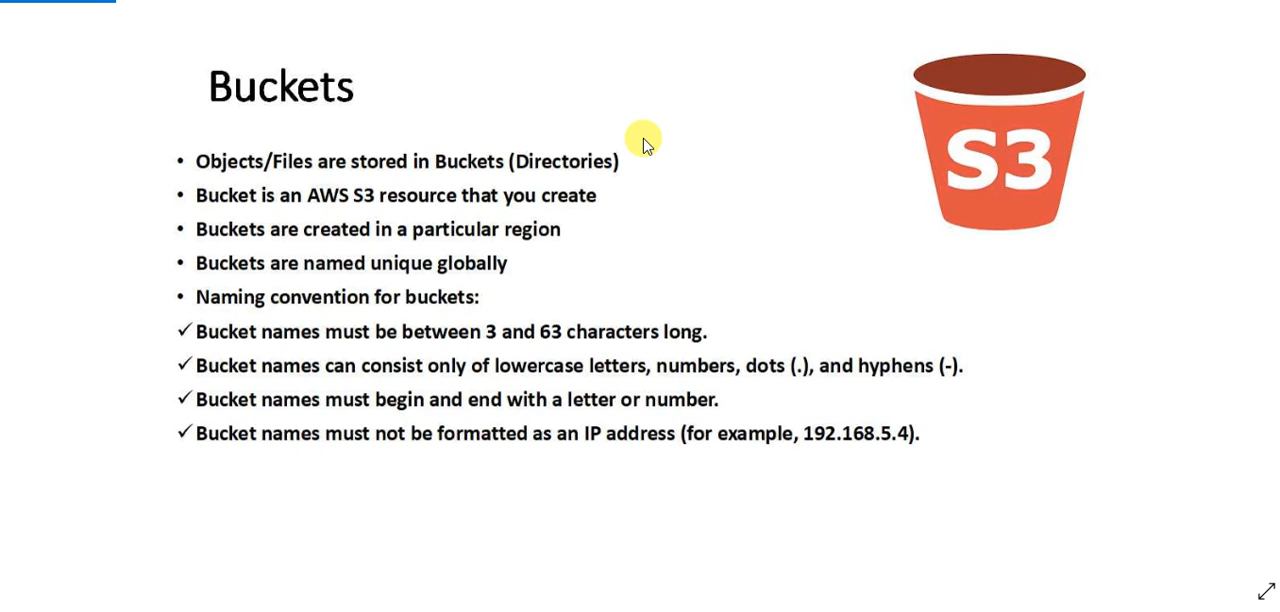 Buckets
S3
• Objects/Files are stored in Buckets (Directories)
• Bucket is an AWS S3 resource that you create
• Buckets are created in a particular region
• Buckets are named unique globally
• Naming convention for buckets:
✓ Bucket names must be between 3 and 63 characters long.
✓ Bucket names can consist only of lowercase letters, numbers, dots (.), and hyphens (-).
✓ Bucket names must begin and end with a letter or number.
✓ Bucket names must not be formatted as an IP address (for example, 192.168.5.4).